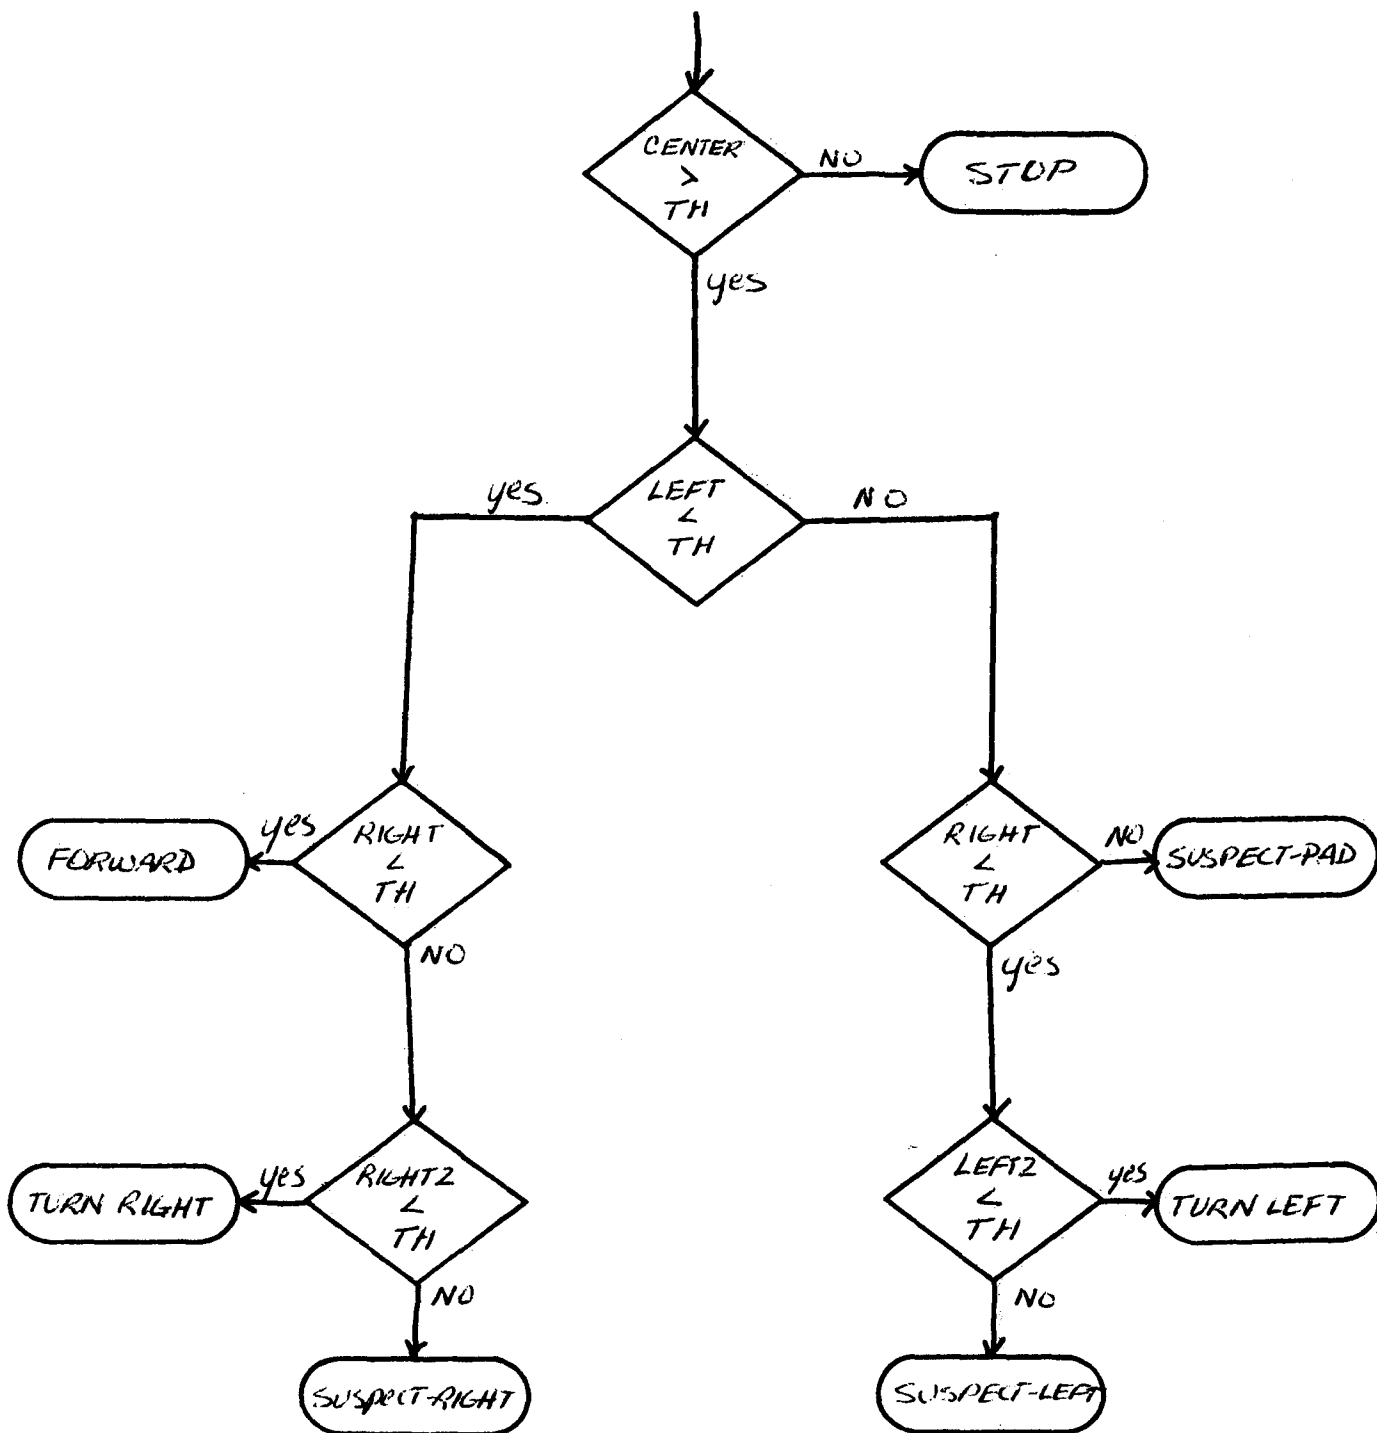 CENTER
>
TH
NO
STOP
yes
LEFT
<
TH
yes
NO
RIGHT
<
TH
yes
FORWARD
NO
RIGHT
<
TH
NO
SUSPECT-PAD
yes
RIGHT2
<
TH
yes
TURN RIGHT
NO
SUSPECT-RIGHT
LEFT2
<
TH
yes
TURN LEFT
NO
SUSPECT-LEFT